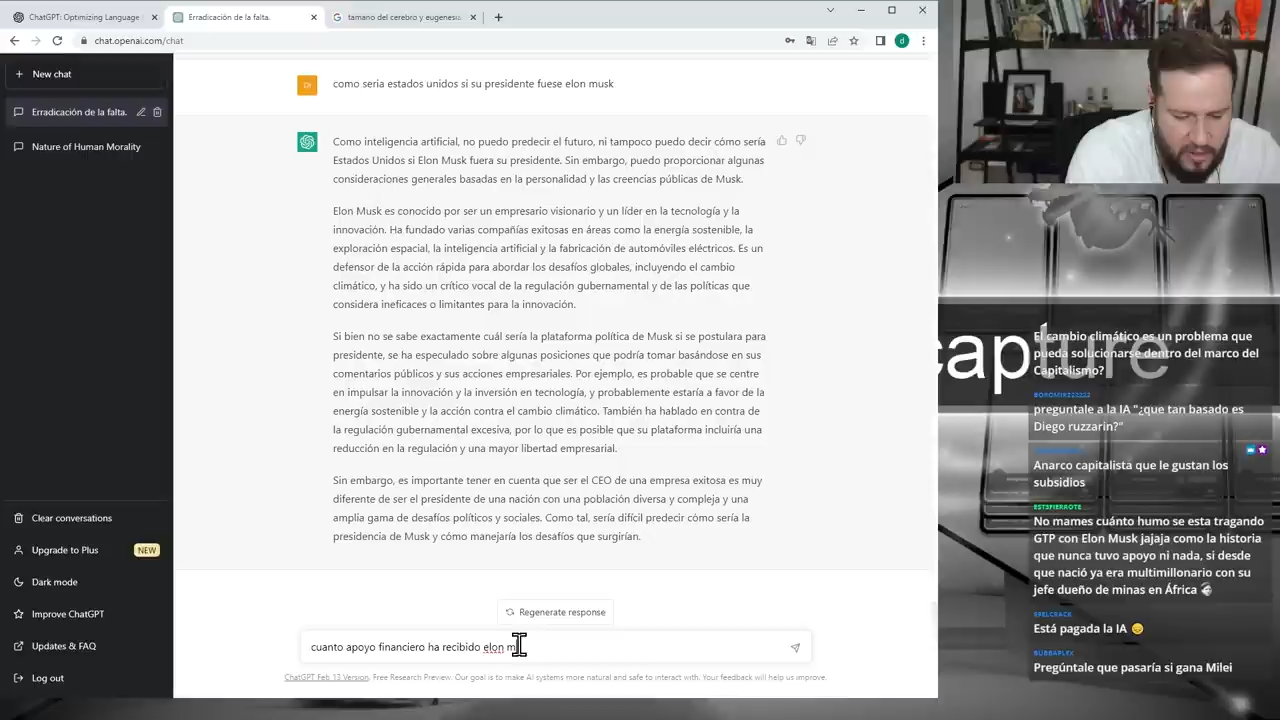 ChatGPT: Optimizing Language
Erradicación de la falta.
tamano del cerebro y eugenesia
chat.openai.com/chat
d
New chat
Erradicación de la falta.
Nature of Human Morality
Clear conversations
Upgrade to Plus NEW
Dark mode
Improve ChatGPT
Updates & FAQ
Log out
DI
como seria estados unidos si su presidente fuese elon musk
Como inteligencia artificial, no puedo predecir el futuro, ni tampoco puedo decir cómo sería
Estados Unidos si Elon Musk fuera su presidente. Sin embargo, puedo proporcionar algunas
consideraciones generales basadas en la personalidad y las creencias públicas de Musk.
Elon Musk es conocido por ser un empresario visionario y un líder en la tecnología y la
innovación. Ha fundado varias compañías exitosas en áreas como la energía sostenible, la
exploración espacial, la inteligencia artificial y la fabricación de automóviles eléctricos. Es un
defensor de la acción rápida para abordar los desafíos globales, incluyendo el cambio
climático, y ha sido un crítico vocal de la regulación gubernamental y de las políticas que
considera ineficaces o limitantes para la innovación.
Si bien no se sabe exactamente cuál sería la plataforma política de Musk si se postulara para
presidente, se ha especulado sobre algunas posiciones que podría tomar basándose en sus
comentarios públicos y sus acciones empresariales. Por ejemplo, es probable que se centre
en impulsar la innovación y la inversión en tecnología, y probablemente estaría a favor de la
energía sostenible y la acción contra el cambio climático. También ha hablado en contra de
la regulación gubernamental excesiva, por lo que es posible que su plataforma incluiría una
reducción en la regulación y una mayor libertad empresarial.
Sin embargo, es importante tener en cuenta que ser el CEO de una empresa exitosa es muy
diferente de ser el presidente de una nación con una población diversa y compleja y una
amplia gama de desafíos políticos y sociales. Como tal, sería difícil predecir cómo sería la
presidencia de Musk y cómo manejaría los desafíos que surgirían.
Regenerate response
cuanto apoyo financiero ha recibido elon m
ChatGPT Feb 13 Version. Free Research Preview. Our goal is to make AI systems more natural and safe to interact with. Your feedback will help us improve.
capture
El cambio climático es un problema que
pueda solucionarse dentro del marco del
Capitalismo?
preguntale a la IA "¿que tan basado es
Diego ruzzarin?"
Anarco capitalista que le gustan los
subsidios
No mames cuánto humo se esta tragando
GTP con Elon Musk jajaja como la historia
que nunca tuvo apoyo ni nada, si desde
que nació ya era multimillonario con su
jefe dueño de minas en África
Está pagada la IA
BUBBAPLEX
Pregúntale que pasaría si gana Milei